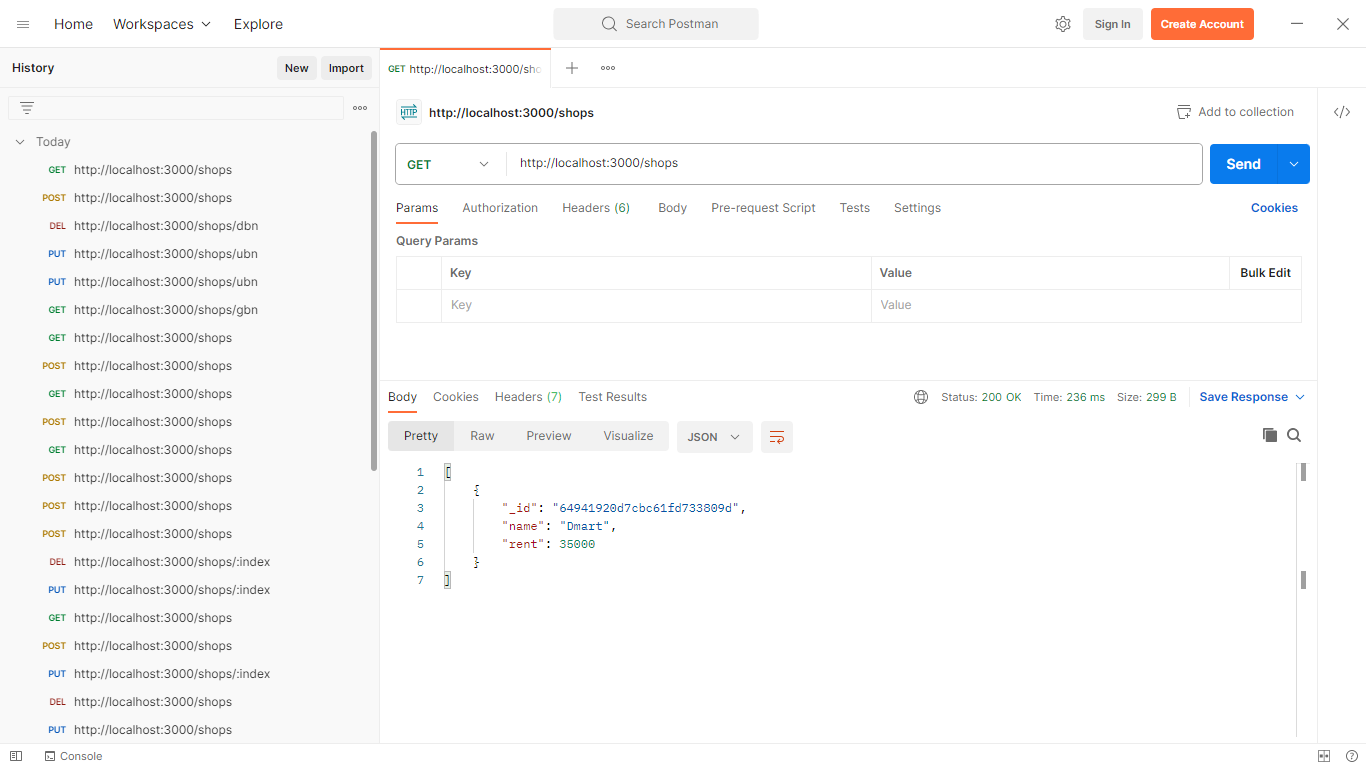 Home Workspaces Explore Search Postman Sign In Create Account
History New Import
GET http://localhost:3000/sho
HTTP http://localhost:3000/shops Add to collection
Today
GET http://localhost:3000/shops
POST http://localhost:3000/shops
DEL http://localhost:3000/shops/dbn
PUT http://localhost:3000/shops/ubn
PUT http://localhost:3000/shops/ubn
GET http://localhost:3000/shops/gbn
GET http://localhost:3000/shops
POST http://localhost:3000/shops
GET http://localhost:3000/shops
POST http://localhost:3000/shops
GET http://localhost:3000/shops
POST http://localhost:3000/shops
POST http://localhost:3000/shops
POST http://localhost:3000/shops
DEL http://localhost:3000/shops/:index
PUT http://localhost:3000/shops/:index
GET http://localhost:3000/shops
POST http://localhost:3000/shops
PUT http://localhost:3000/shops/:index
DEL http://localhost:3000/shops
PUT http://localhost:3000/shops
GET http://localhost:3000/shops Send
Params Authorization Headers (6) Body Pre-request Script Tests Settings Cookies
Query Params
Key Value Bulk Edit
Key Value
Body Cookies Headers (7) Test Results Status: 200 OK Time: 236 ms Size: 299 B Save Response
Pretty Raw Preview Visualize JSON
1 [
2 {
3 "_id": "64941920d7cbc61fd733809d",
4 "name": "Dmart",
5 "rent": 35000
6 }
7 ]
Console